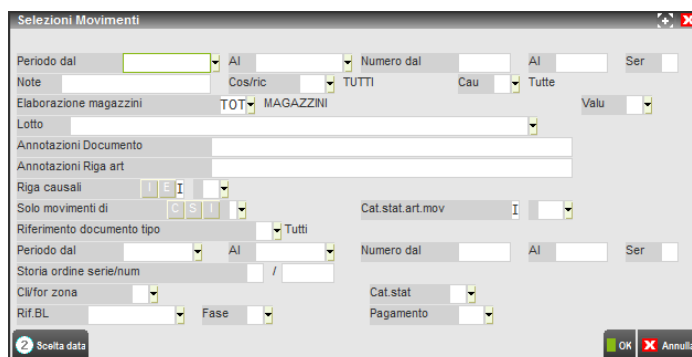 Selezioni Movimenti
Periodo dal Al Numero dal Al Ser
Note Cos/ric TUTTI Cau Tutte
Elaborazione magazzini TOT MAGAZZINI Valu
Lotto
Annotazioni Documento
Annotazioni Riga art
Riga causali I E I
Solo movimenti di C S I Cat.stat.art.mov I
Riferimento documento tipo Tutti
Periodo dal Al Numero dal Al Ser
Storia ordine serie/num /
Cli/for zona Cat.stat
Rif.BL Fase Pagamento
2 Scelta data OK X Annulla